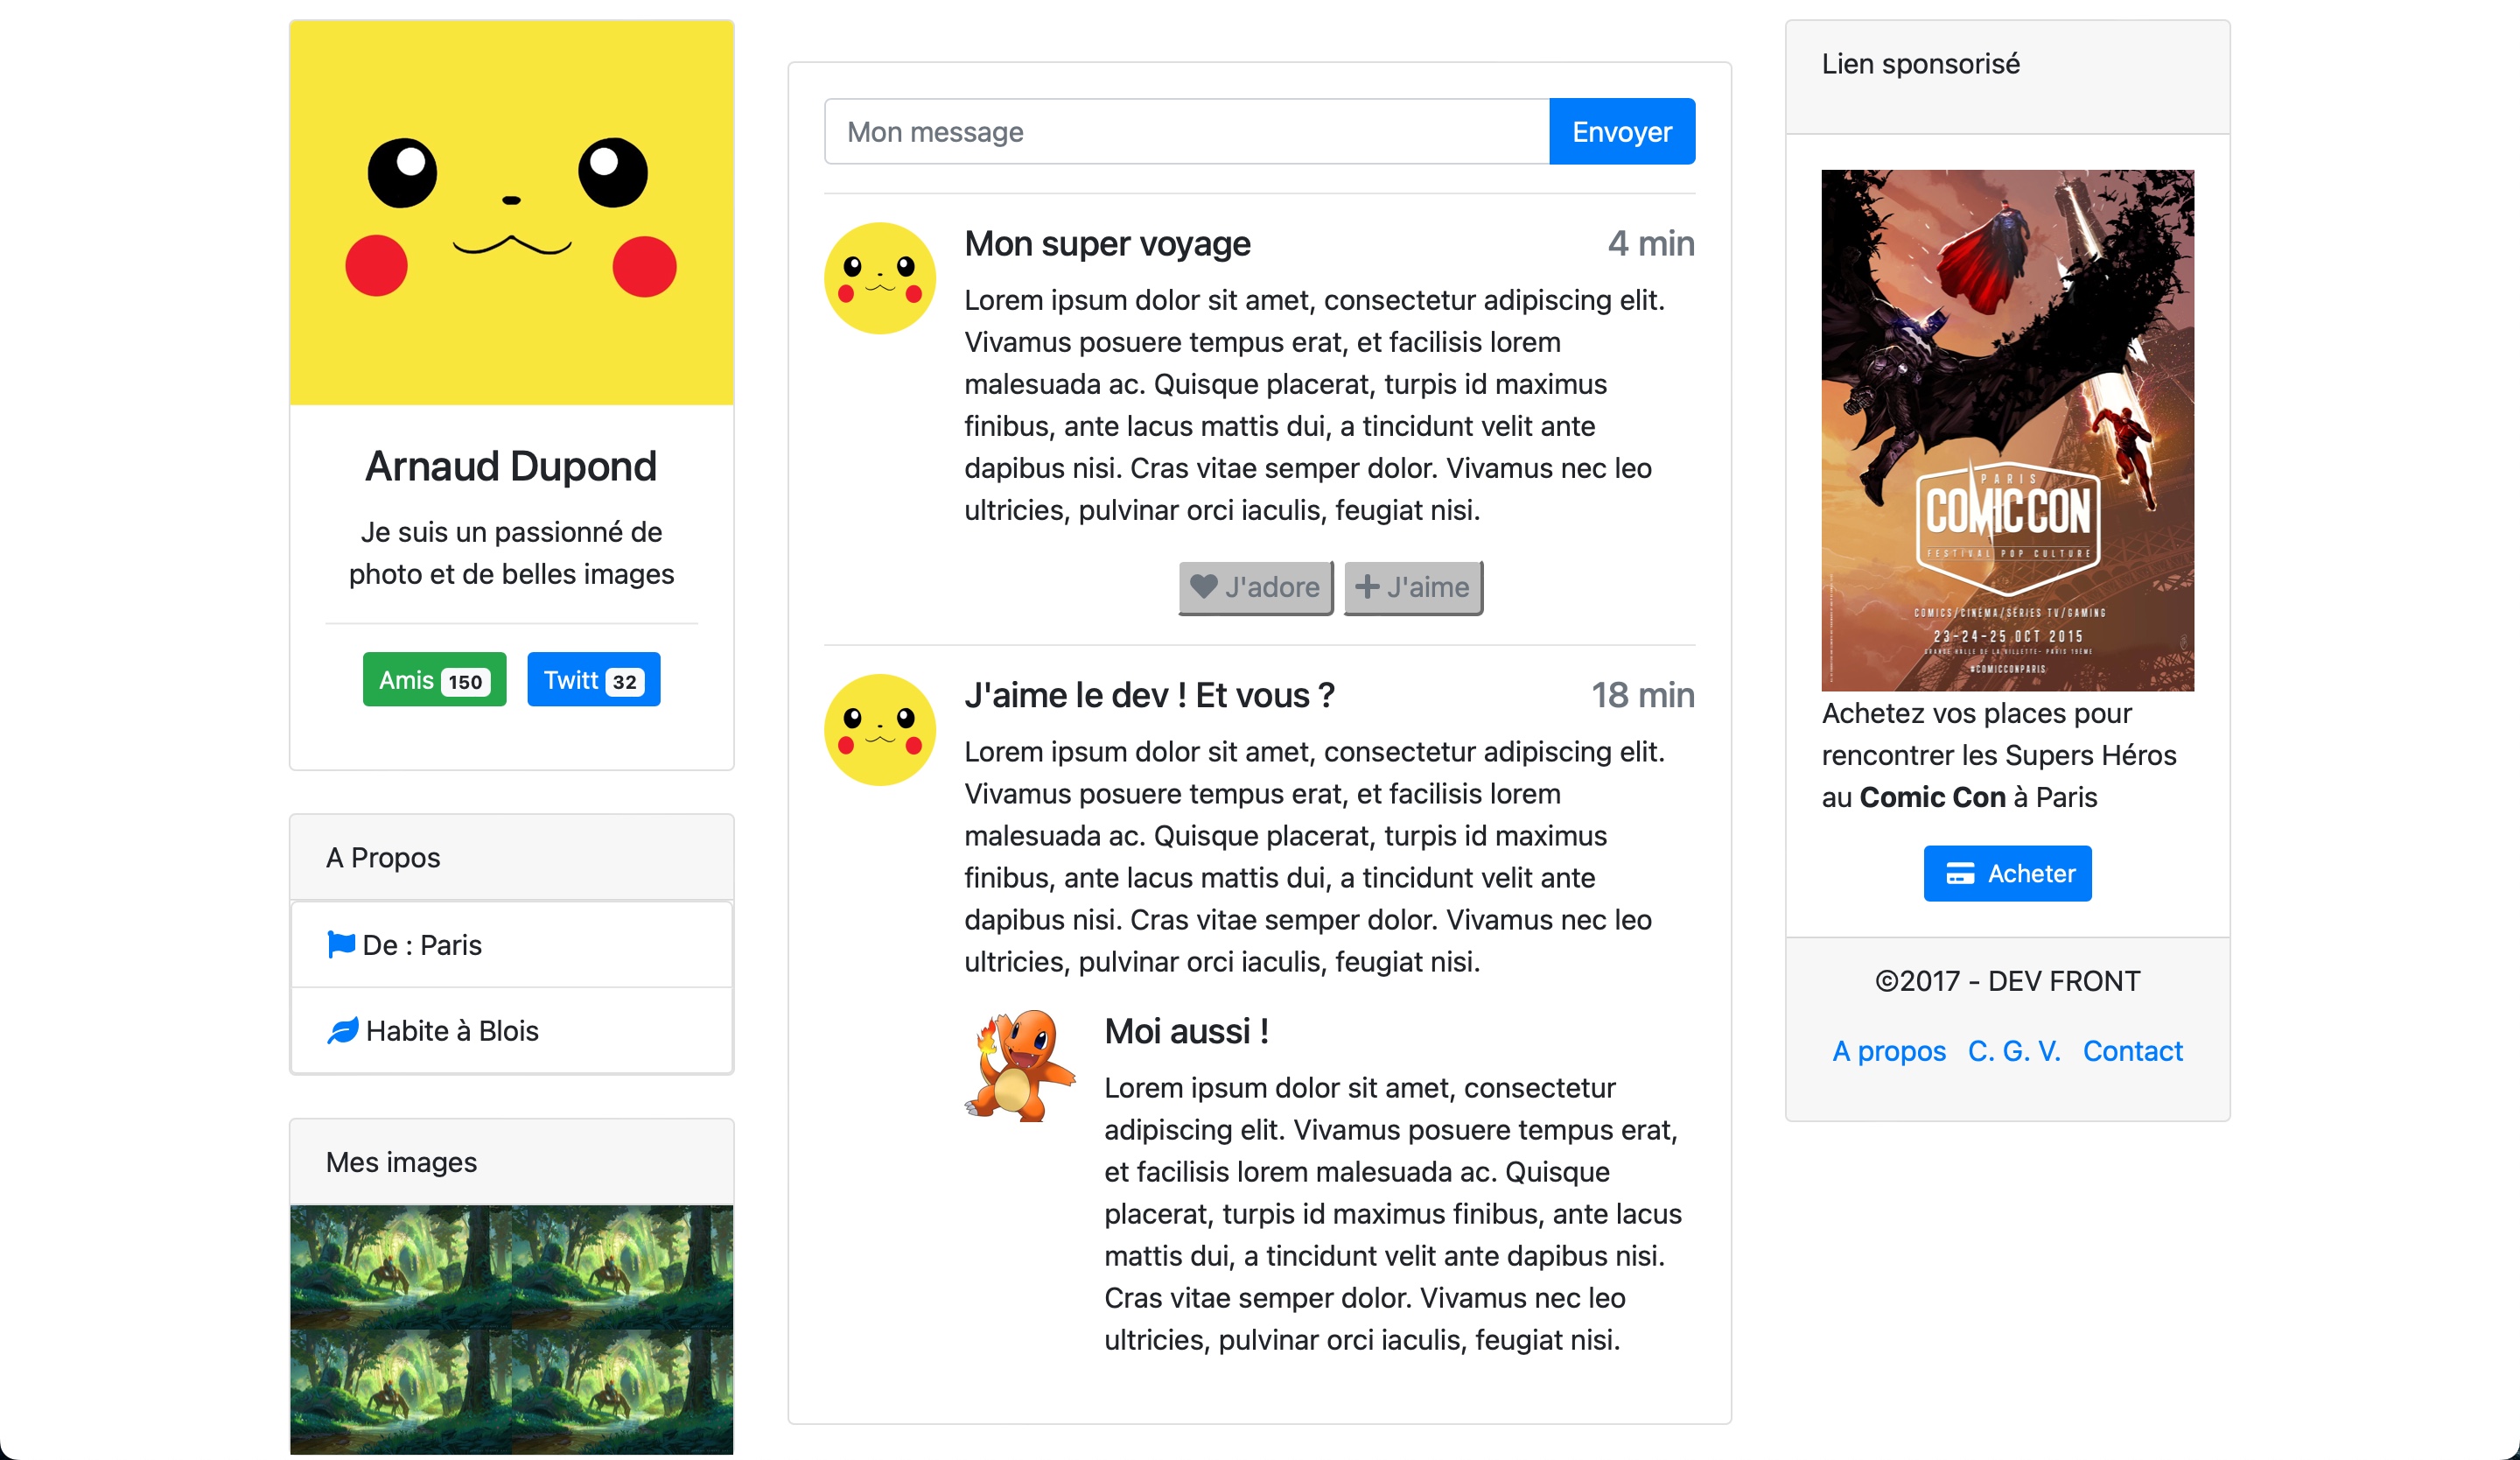 Arnaud Dupond
Je suis un passionné de
photo et de belles images
Amis 150
Twitt 32
A Propos
De : Paris
Habite à Blois
Mes images
Mon message
Envoyer
Mon super voyage
4 min
Lorem ipsum dolor sit amet, consectetur adipiscing elit.
Vivamus posuere tempus erat, et facilisis lorem
malesuada ac. Quisque placerat, turpis id maximus
finibus, ante lacus mattis dui, a tincidunt velit ante
dapibus nisi. Cras vitae semper dolor. Vivamus nec leo
ultricies, pulvinar orci iaculis, feugiat nisi.
J'adore
J'aime
J'aime le dev ! Et vous ?
18 min
Lorem ipsum dolor sit amet, consectetur adipiscing elit.
Vivamus posuere tempus erat, et facilisis lorem
malesuada ac. Quisque placerat, turpis id maximus
finibus, ante lacus mattis dui, a tincidunt velit ante
dapibus nisi. Cras vitae semper dolor. Vivamus nec leo
ultricies, pulvinar orci iaculis, feugiat nisi.
Moi aussi !
Lorem ipsum dolor sit amet, consectetur
adipiscing elit. Vivamus posuere tempus erat,
et facilisis lorem malesuada ac. Quisque
placerat, turpis id maximus finibus, ante lacus
mattis dui, a tincidunt velit ante dapibus nisi.
Cras vitae semper dolor. Vivamus nec leo
ultricies, pulvinar orci iaculis, feugiat nisi.
Lien sponsorisé
PARIS
COMIC CON
FESTIVAL POP CULTURE
COMICS/CINÉMA/SÉRIES TV/GAMING
23-24-25 OCT 2015
GRANDE HALLE DE LA VILLETTE - PARIS 19ÈME
#COMICCONPARIS
Achetez vos places pour
rencontrer les Supers Héros
au Comic Con à Paris
Acheter
©2017 - DEV FRONT
A propos
C. G. V.
Contact